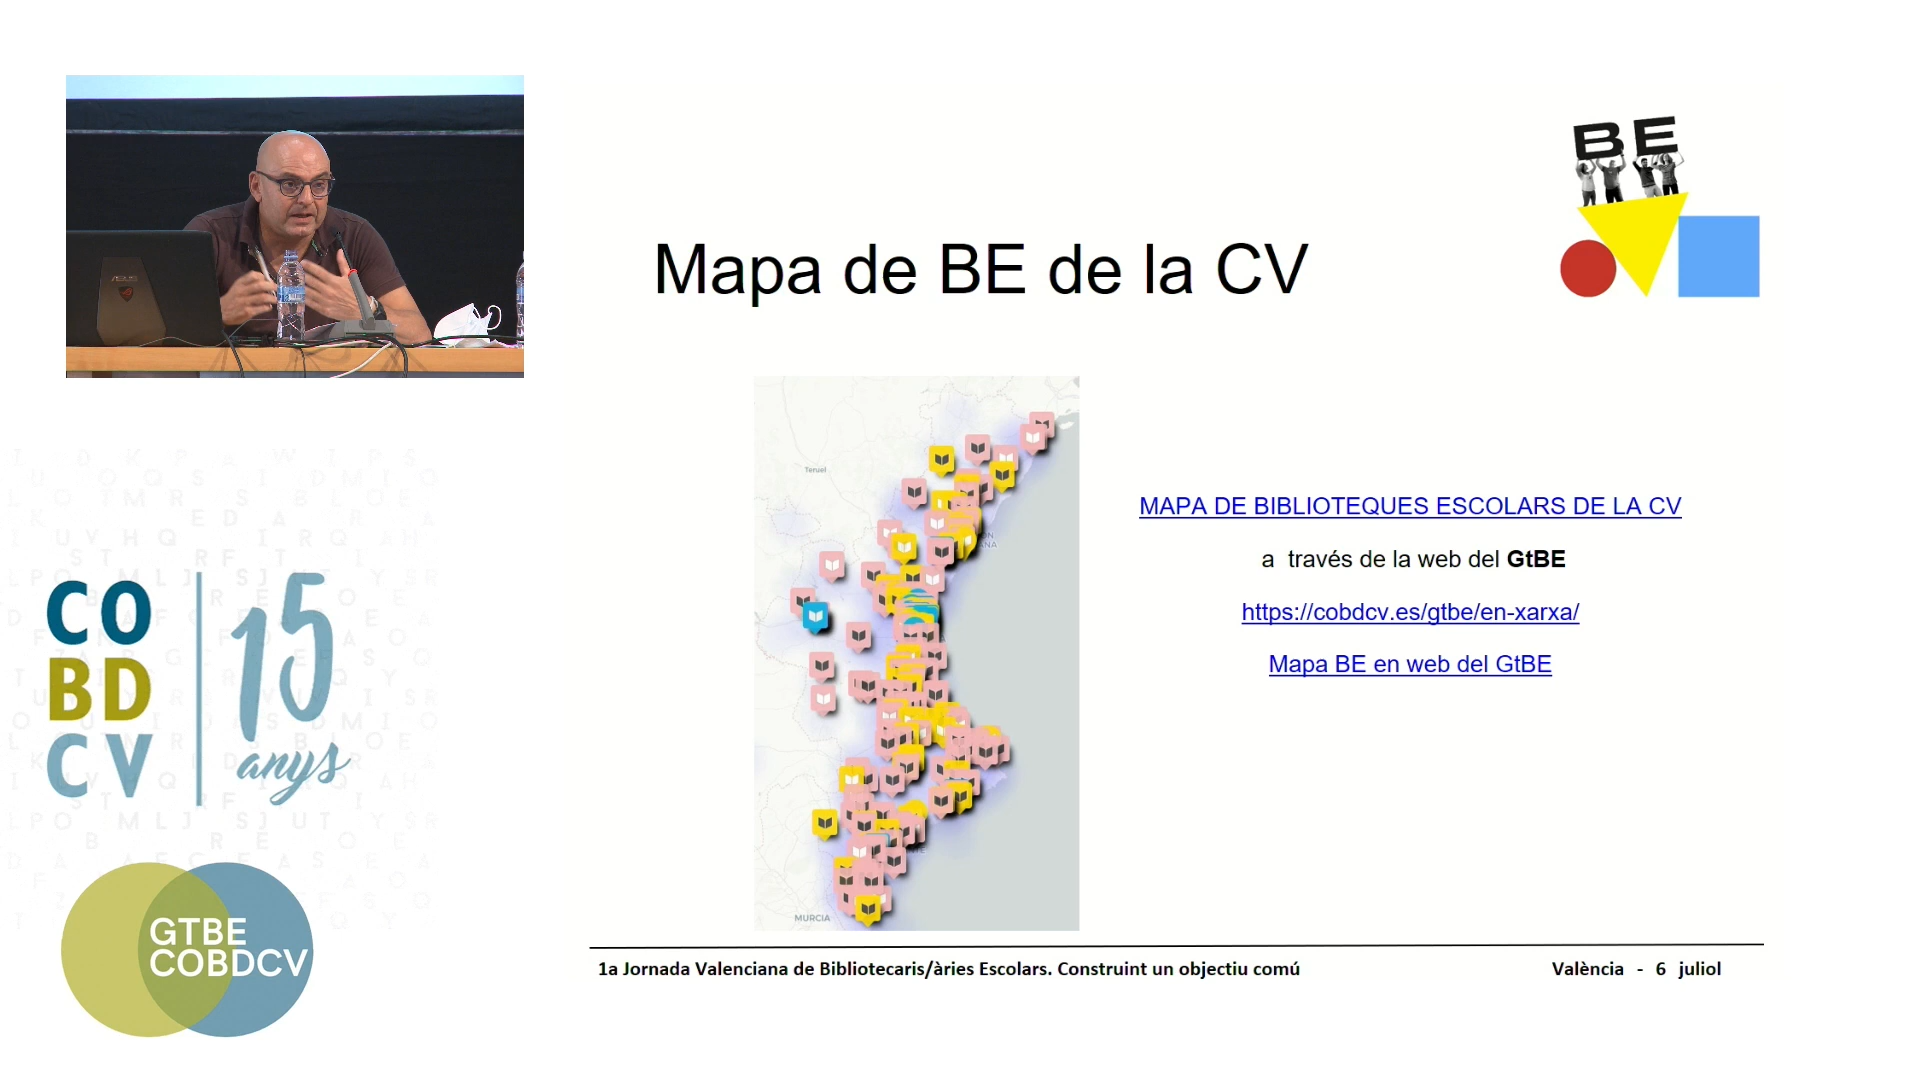 BE
Mapa de BE de la CV
ASUS
Teruel
MURCIA
MAPA DE BIBLIOTEQUES ESCOLARS DE LA CV
a través de la web del GtBE
https://cobdcv.es/gtbe/en-xarxa/
Mapa BE en web del GtBE
CO
BD
CV
15
anys
GTBE
COBDCV
1a Jornada Valenciana de Bibliotecaris/àries Escolars. Construint un objectiu comú
València - 6 juliol